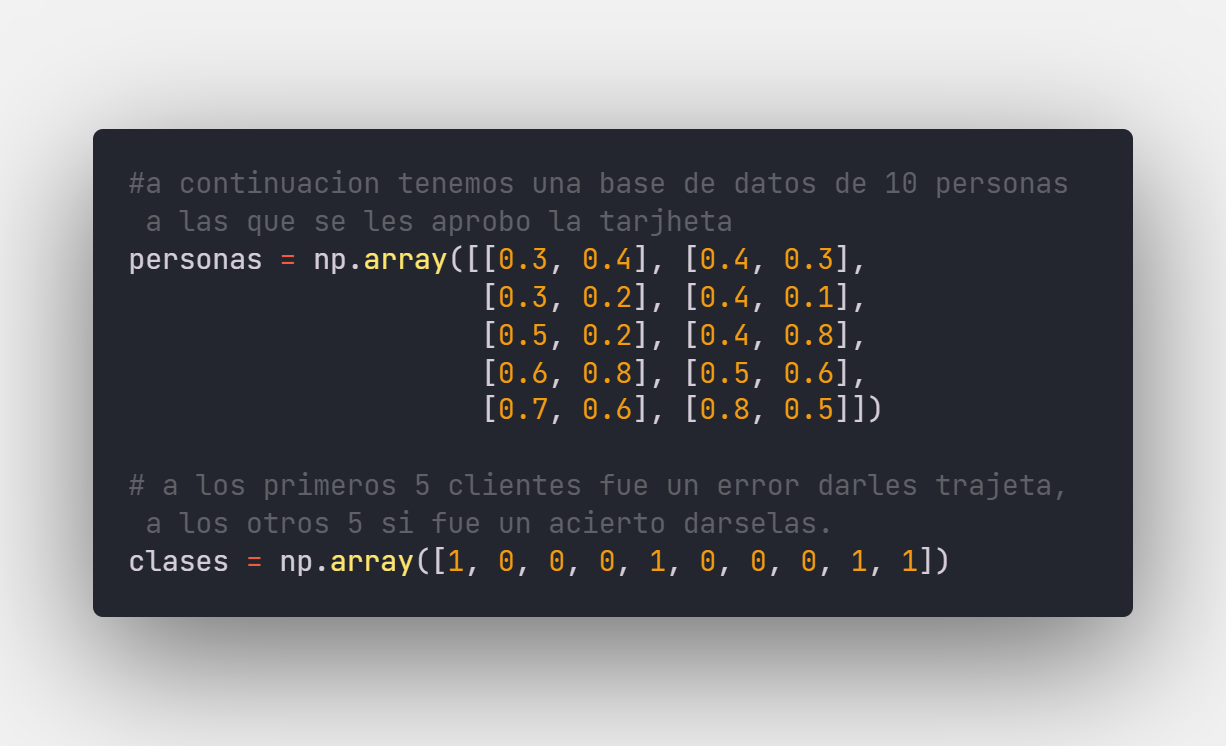 #a continuacion tenemos una base de datos de 10 personas
a las que se les aprobo la tarjheta
personas = np.array([[0.3, 0.4], [0.4, 0.3],
[0.3, 0.2], [0.4, 0.1],
[0.5, 0.2], [0.4, 0.8],
[0.6, 0.8], [0.5, 0.6],
[0.7, 0.6], [0.8, 0.5]])
# a los primeros 5 clientes fue un error darles trajeta,
a los otros 5 si fue un acierto darselas.
clases = np.array([1, 0, 0, 0, 1, 0, 0, 0, 1, 1])